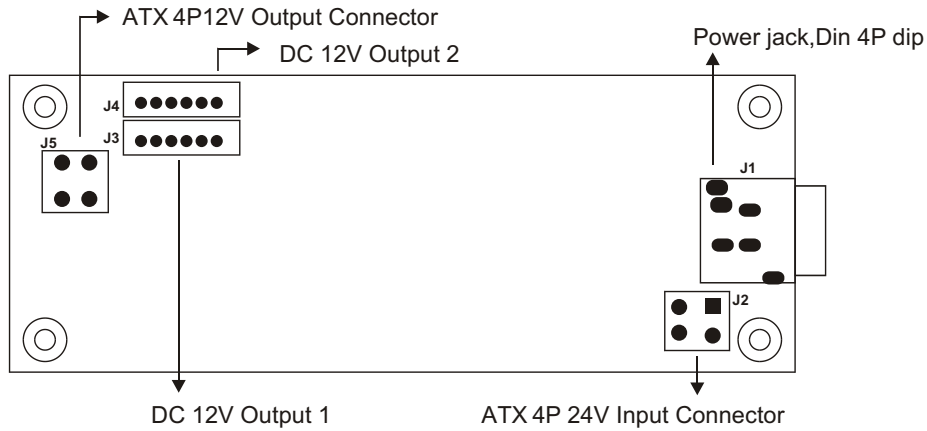 ATX 4P12V Output Connector
DC 12V Output 2
Power jack,Din 4P dip
J4
J3
J5
J1
J2
DC 12V Output 1
ATX 4P 24V Input Connector